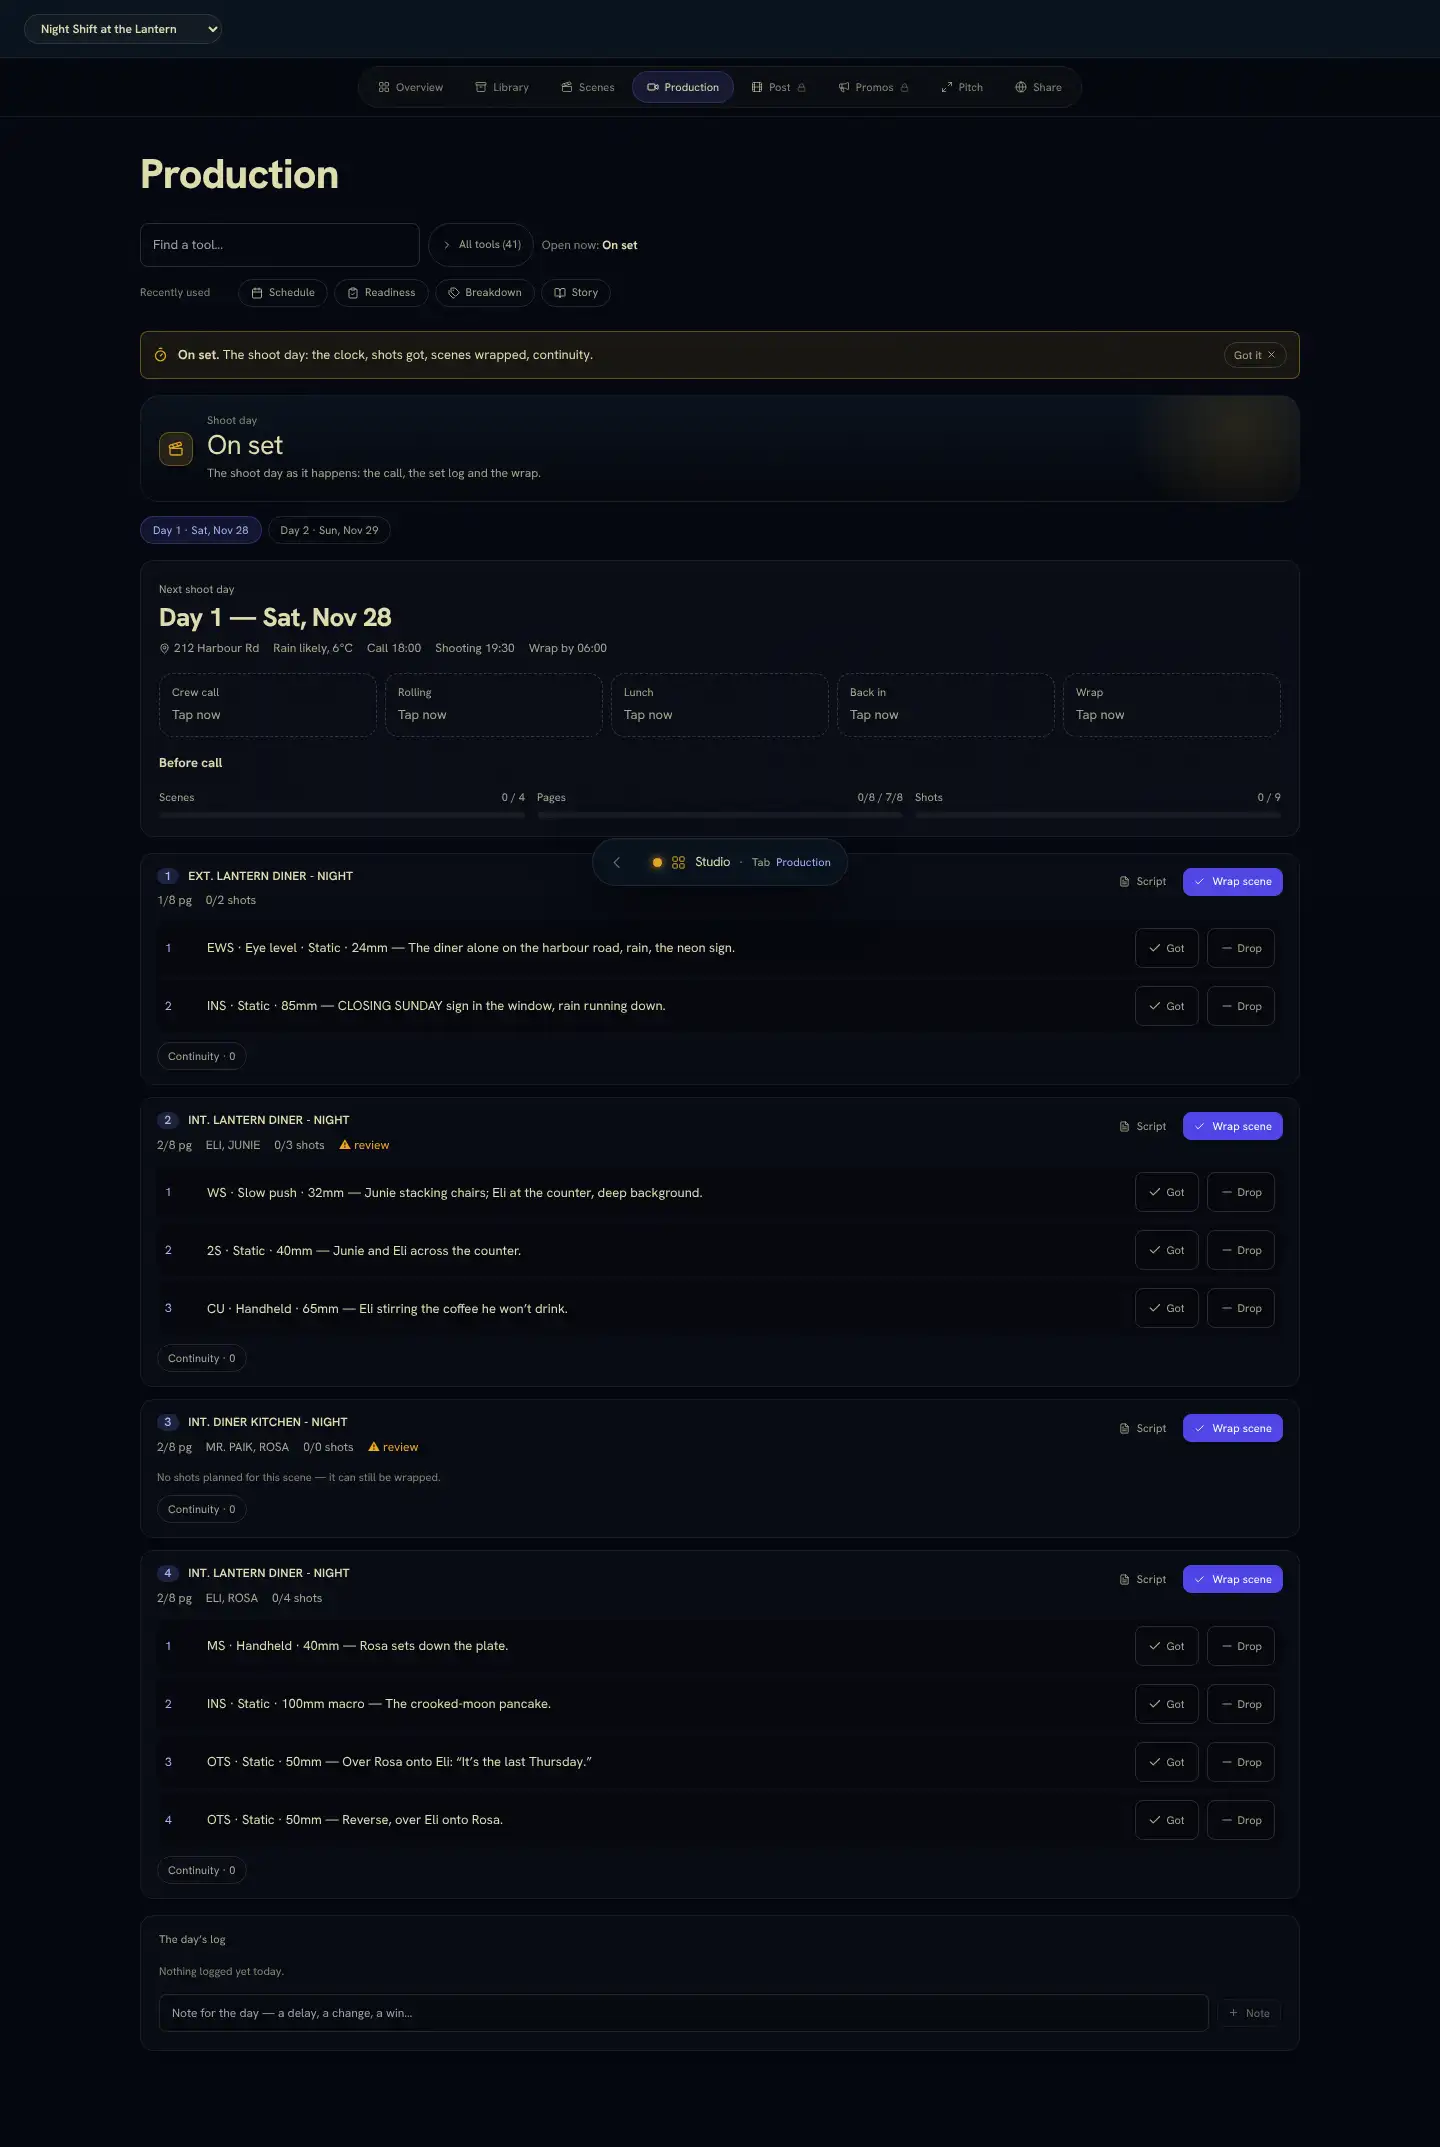 Night Shift at the Lantern
Overview Library Scenes Production Post Promos Pitch Share
Production
Find a tool...
All tools (41)
Open now: On set
Recently used
Schedule Readiness Breakdown Story
On set. The shoot day: the clock, shots got, scenes wrapped, continuity.
Got it
Shoot day
On set
The shoot day as it happens: the call, the set log and the wrap.
Day 1 · Sat, Nov 28
Day 2 · Sun, Nov 29
Next shoot day
Day 1 — Sat, Nov 28
212 Harbour Rd Rain likely, 6°C Call 18:00 Shooting 19:30 Wrap by 06:00
Crew call Rolling Lunch Back in Wrap
Tap now Tap now Tap now Tap now Tap now
Before call
Scenes 0 / 4 Pages 0/8 / 7/8 Shots 0 / 9
Studio · Tab Production
1 EXT. LANTERN DINER - NIGHT Script Wrap scene
1/8 pg 0/2 shots
1 EWS · Eye level · Static · 24mm — The diner alone on the harbour road, rain, the neon sign. Got Drop
2 INS · Static · 85mm — CLOSING SUNDAY sign in the window, rain running down. Got Drop
Continuity · 0
2 INT. LANTERN DINER - NIGHT Script Wrap scene
2/8 pg ELI, JUNIE 0/3 shots review
1 WS · Slow push · 32mm — Junie stacking chairs; Eli at the counter, deep background. Got Drop
2 2S · Static · 40mm — Junie and Eli across the counter. Got Drop
3 CU · Handheld · 65mm — Eli stirring the coffee he won’t drink. Got Drop
Continuity · 0
3 INT. DINER KITCHEN - NIGHT Script Wrap scene
2/8 pg MR. PAIK, ROSA 0/0 shots review
No shots planned for this scene — it can still be wrapped.
Continuity · 0
4 INT. LANTERN DINER - NIGHT Script Wrap scene
2/8 pg ELI, ROSA 0/4 shots
1 MS · Handheld · 40mm — Rosa sets down the plate. Got Drop
2 INS · Static · 100mm macro — The crooked-moon pancake. Got Drop
3 OTS · Static · 50mm — Over Rosa onto Eli: “It’s the last Thursday.” Got Drop
4 OTS · Static · 50mm — Reverse, over Eli onto Rosa. Got Drop
Continuity · 0
The day’s log
Nothing logged yet today.
Note for the day — a delay, a change, a win...
+ Note